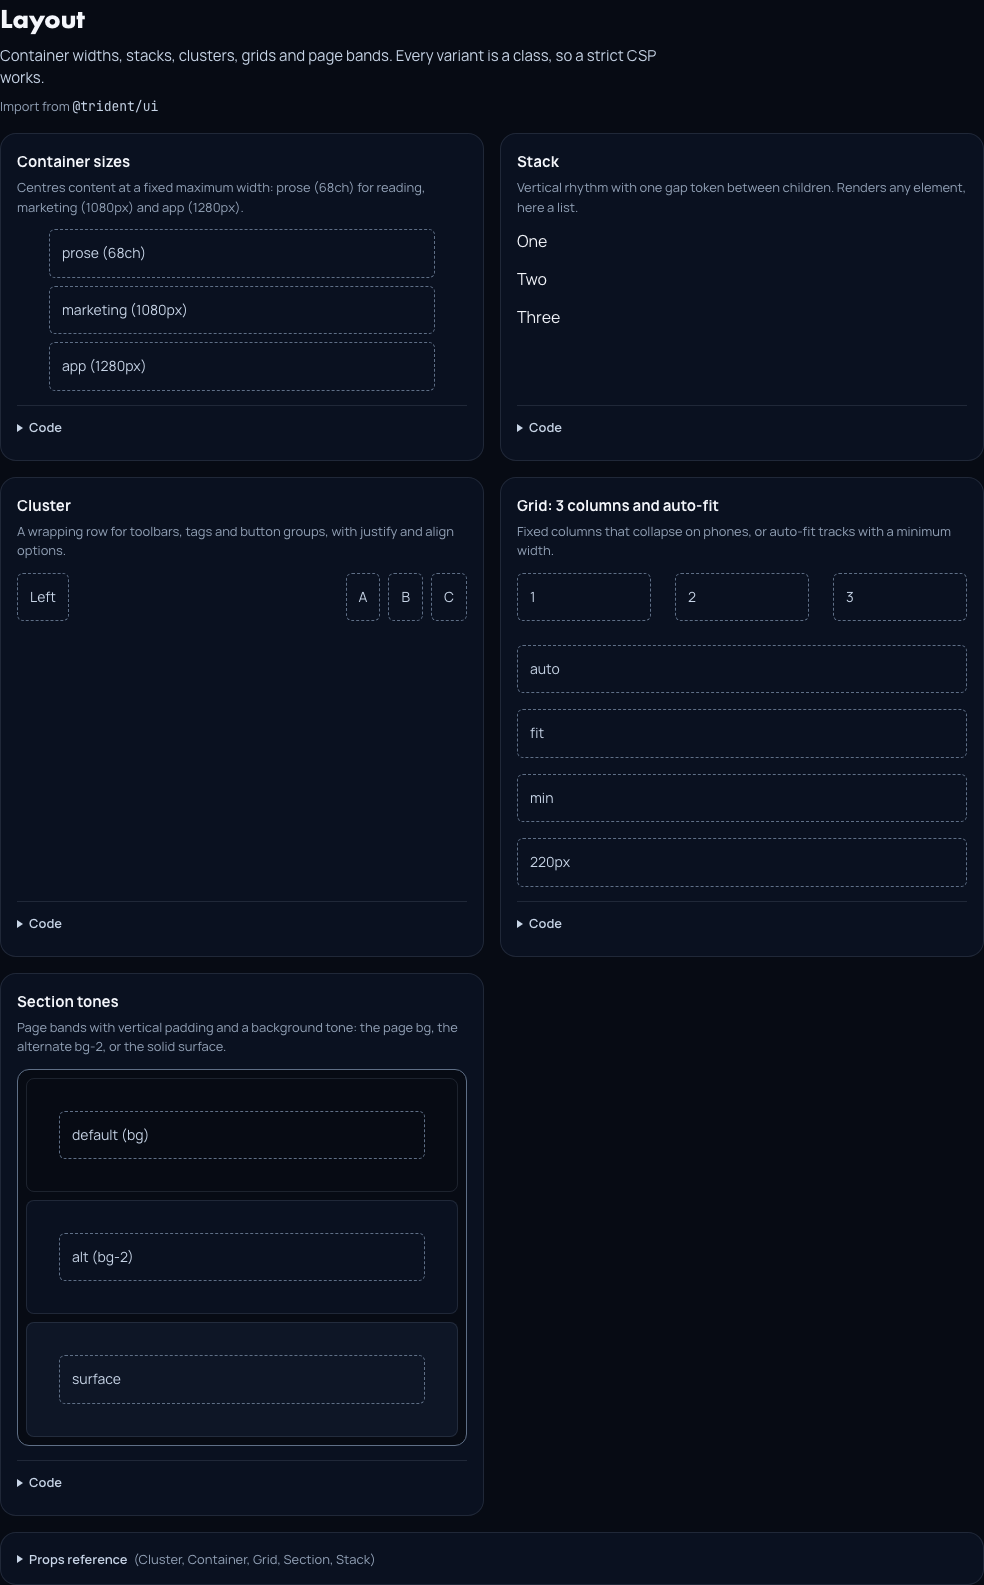 Layout
Container widths, stacks, clusters, grids and page bands. Every variant is a class, so a strict CSP
works.
Import from @trident/ui
Container sizes
Centres content at a fixed maximum width: prose (68ch) for reading,
marketing (1080px) and app (1280px).
prose (68ch)
marketing (1080px)
app (1280px)
Code
Stack
Vertical rhythm with one gap token between children. Renders any element,
here a list.
One
Two
Three
Code
Cluster
A wrapping row for toolbars, tags and button groups, with justify and align
options.
Left
A
B
C
Code
Grid: 3 columns and auto-fit
Fixed columns that collapse on phones, or auto-fit tracks with a minimum
width.
1
2
3
auto
fit
min
220px
Code
Section tones
Page bands with vertical padding and a background tone: the page bg, the
alternate bg-2, or the solid surface.
default (bg)
alt (bg-2)
surface
Code
Props reference (Cluster, Container, Grid, Section, Stack)